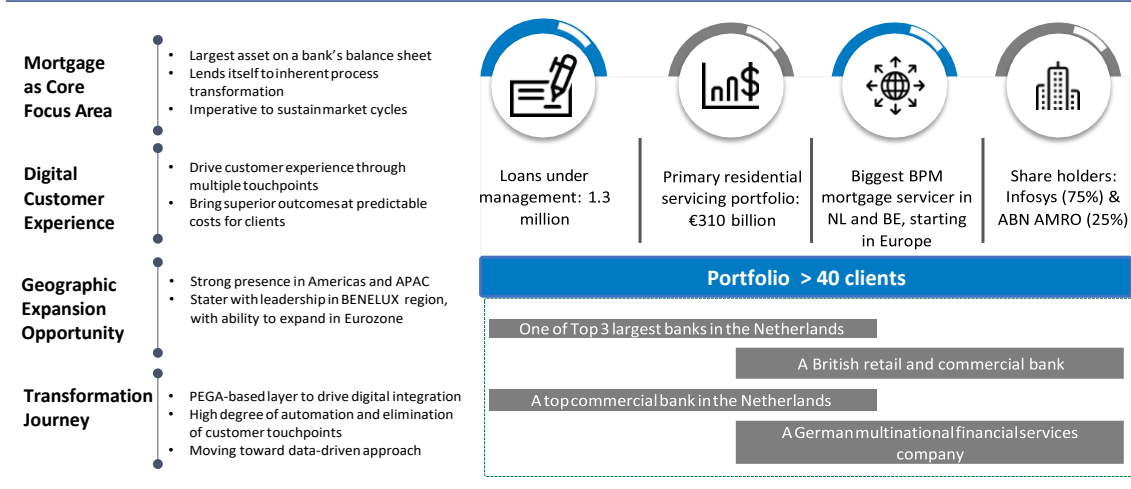 Mortgage
as Core
Focus Area
• Largest asset on a bank's balance sheet
• Lends itself to inherent process
transformation
• Imperative to sustain market cycles
Digital
Customer
Experience
• Drive customer experience through
multiple touchpoints
• Bring superior outcomes at predictable
costs for clients
Geographic
Expansion
Opportunity
• Strong presence in Americas and APAC
• Stater with leadership in BENELUX region,
with ability to expand in Eurozone
Transformation
Journey
• PEGA-based layer to drive digital integration
• High degree of automation and elimination
of customer touchpoints
• Moving toward data-driven approach
$
Loans under
management: 1.3
million
Primary residential
servicing portfolio:
€310 billion
Biggest BPM
mortgage servicer in
NL and BE, starting
in Europe
Share holders:
Infosys (75%) &
ABN AMRO (25%)
Portfolio > 40 clients
One of Top 3 largest banks in the Netherlands
A British retail and commercial bank
A top commercial bank in the Netherlands
A German multinational financial services
company